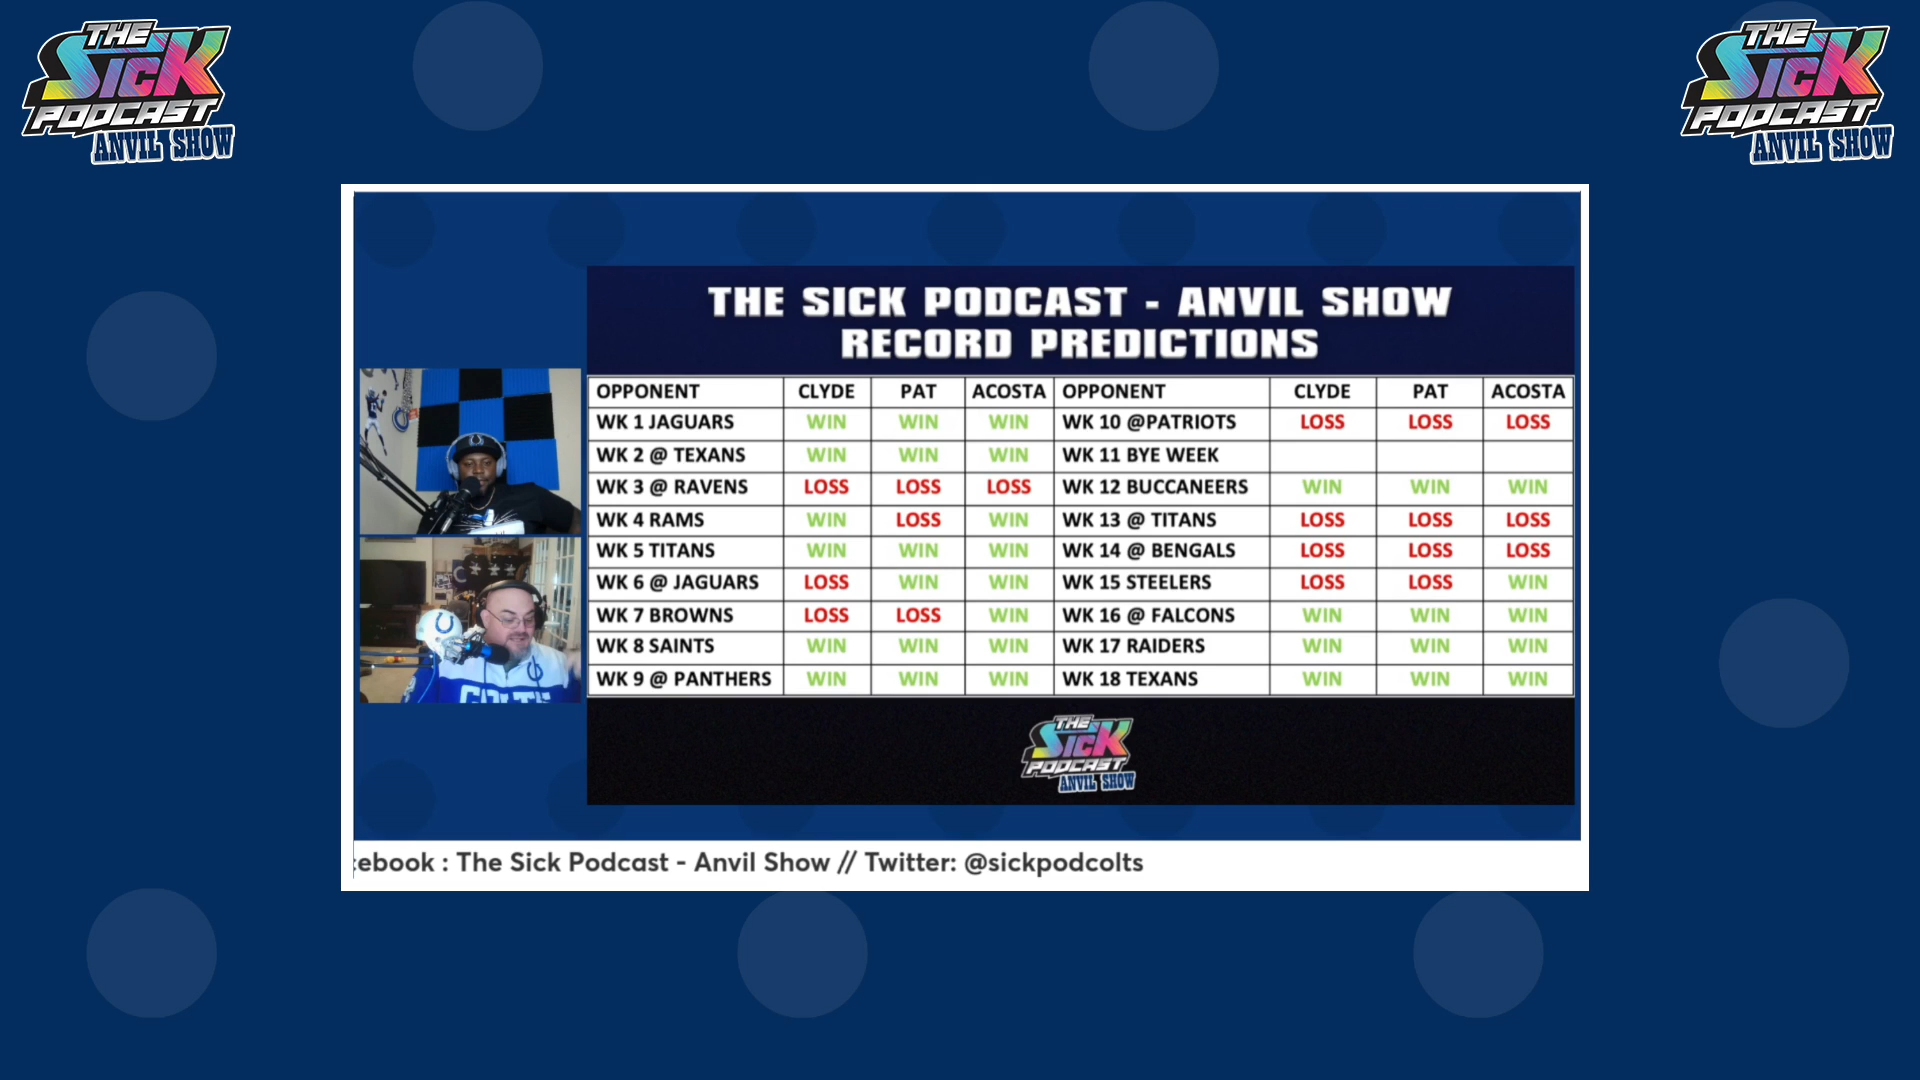 THE
SICK
PODCAST
ANVIL SHOW
THE
SICK
PODCAST
ANVIL SHOW
THE SICK PODCAST - ANVIL SHOW
RECORD PREDICTIONS
OPPONENT CLYDE PAT ACOSTA OPPONENT CLYDE PAT ACOSTA
WK 1 JAGUARS WIN WIN WIN WK 10 @PATRIOTS LOSS LOSS LOSS
WK 2 @ TEXANS WIN WIN WIN WK 11 BYE WEEK
WK 3 @ RAVENS LOSS LOSS LOSS WK 12 BUCCANEERS WIN WIN WIN
WK 4 RAMS WIN LOSS WIN WK 13 @ TITANS LOSS LOSS LOSS
WK 5 TITANS WIN WIN WIN WK 14 @ BENGALS LOSS LOSS LOSS
WK 6 @ JAGUARS LOSS WIN WIN WK 15 STEELERS LOSS LOSS WIN
WK 7 BROWNS LOSS LOSS WIN WK 16 @ FALCONS WIN WIN WIN
WK 8 SAINTS WIN WIN WIN WK 17 RAIDERS WIN WIN WIN
WK 9 @ PANTHERS WIN WIN WIN WK 18 TEXANS WIN WIN WIN
COLTS
THE
SICK
PODCAST
ANVIL SHOW
cebook : The Sick Podcast - Anvil Show // Twitter: @sickpodcolts